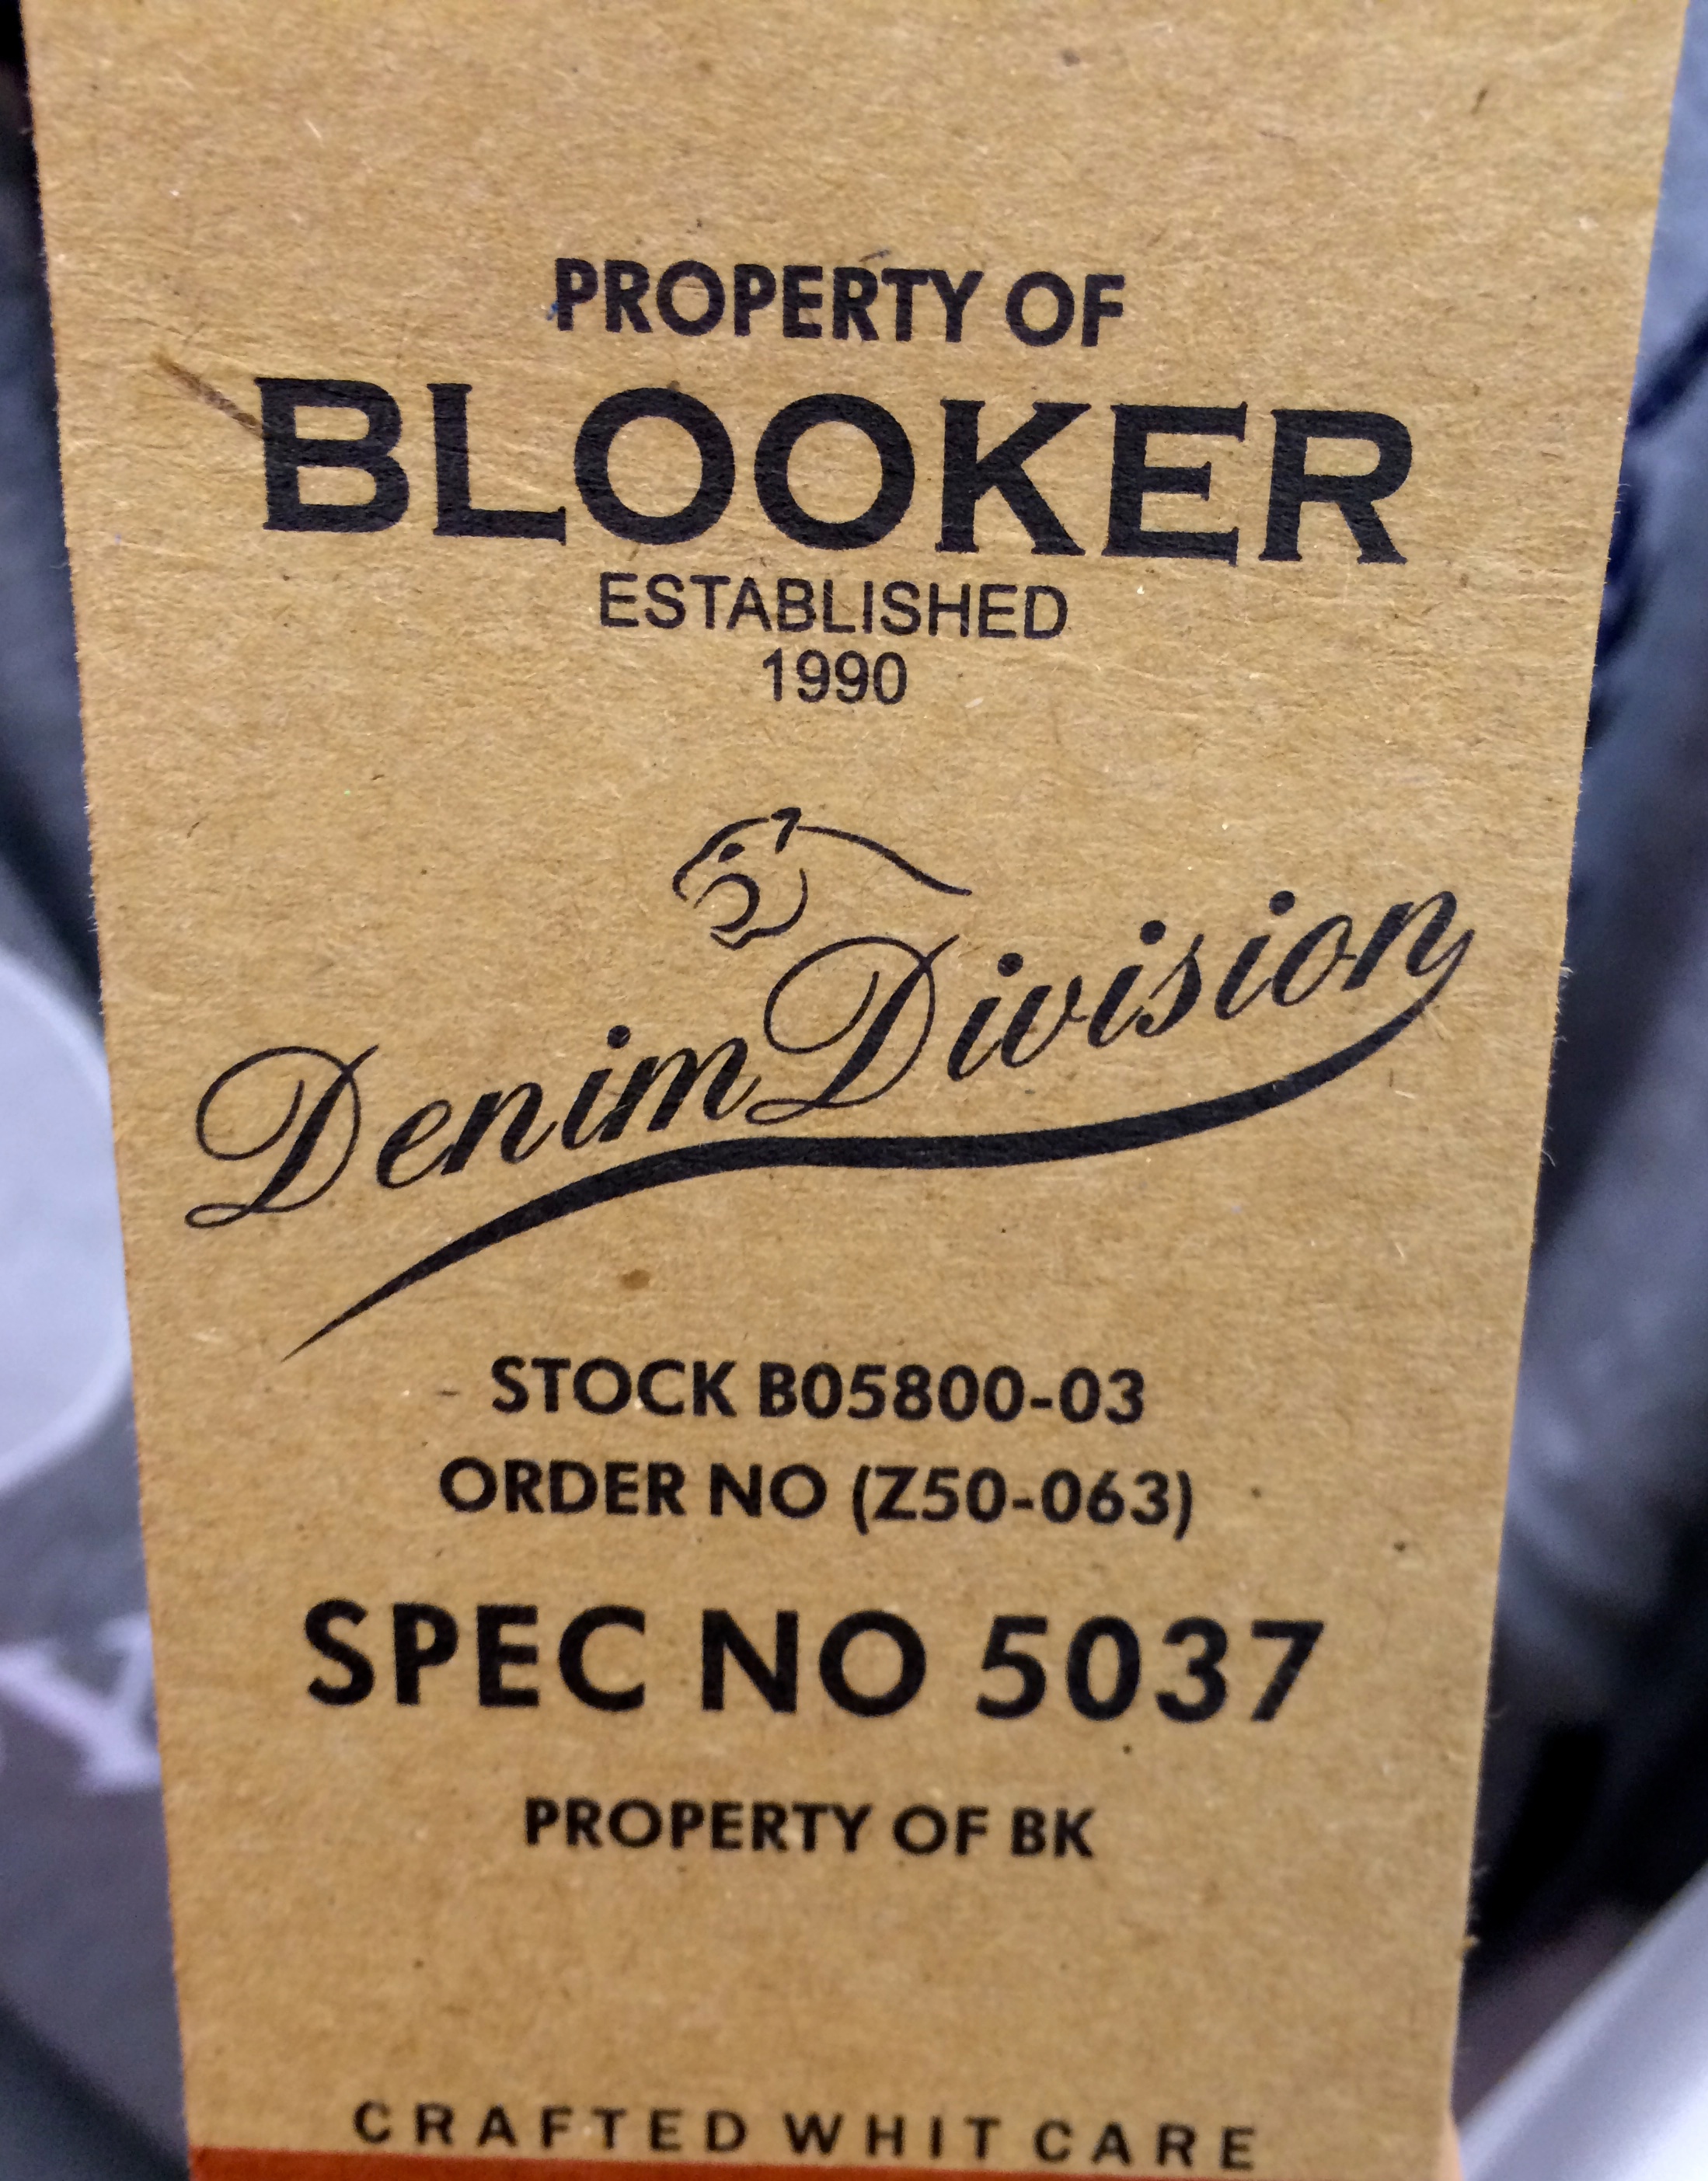 PROPERTY OF
BLOOKER
ESTABLISHED
1990
Denim Division
STOCK B05800-03
ORDER NO (Z50-063)
SPEC NO 5037
PROPERTY OF BK
CRAFTED WHIT CARE